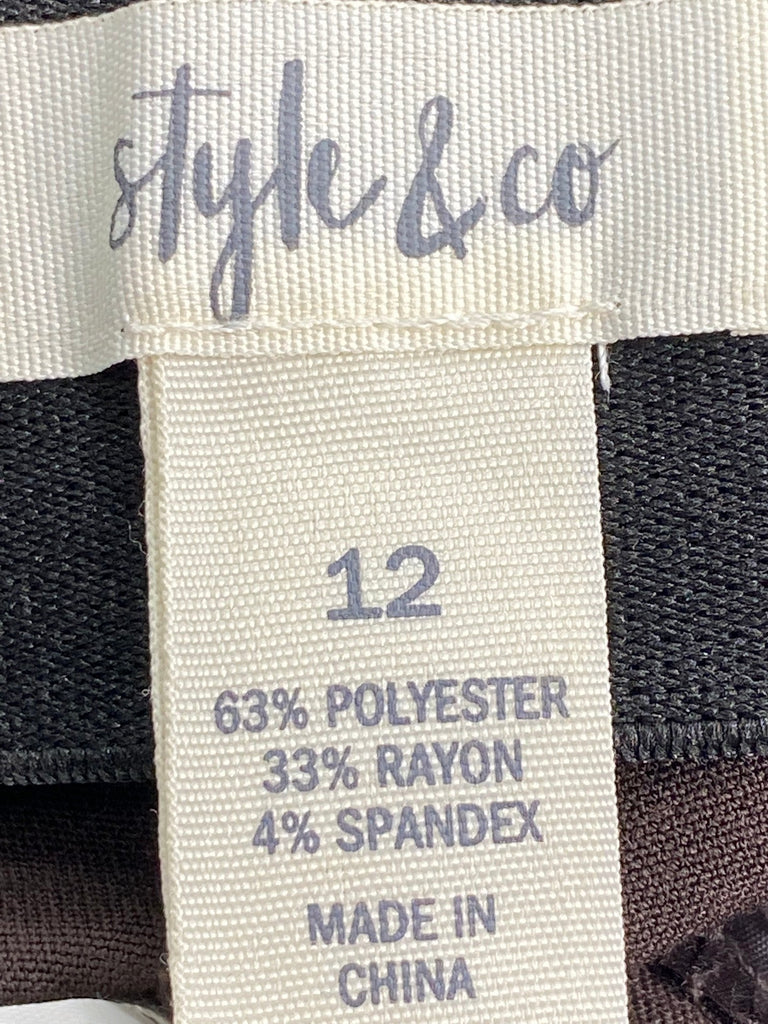 style & co
12
63% POLYESTER
33% RAYON
4% SPANDEX
MADE IN
CHINA